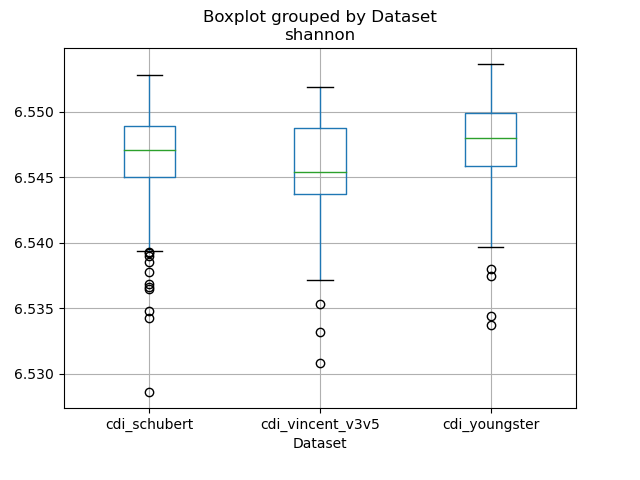 Boxplot grouped by Dataset
shannon
6.550
6.545
6.540
6.535
6.530
cdi_schubert
cdi_vincent_v3v5
cdi_youngster
Dataset